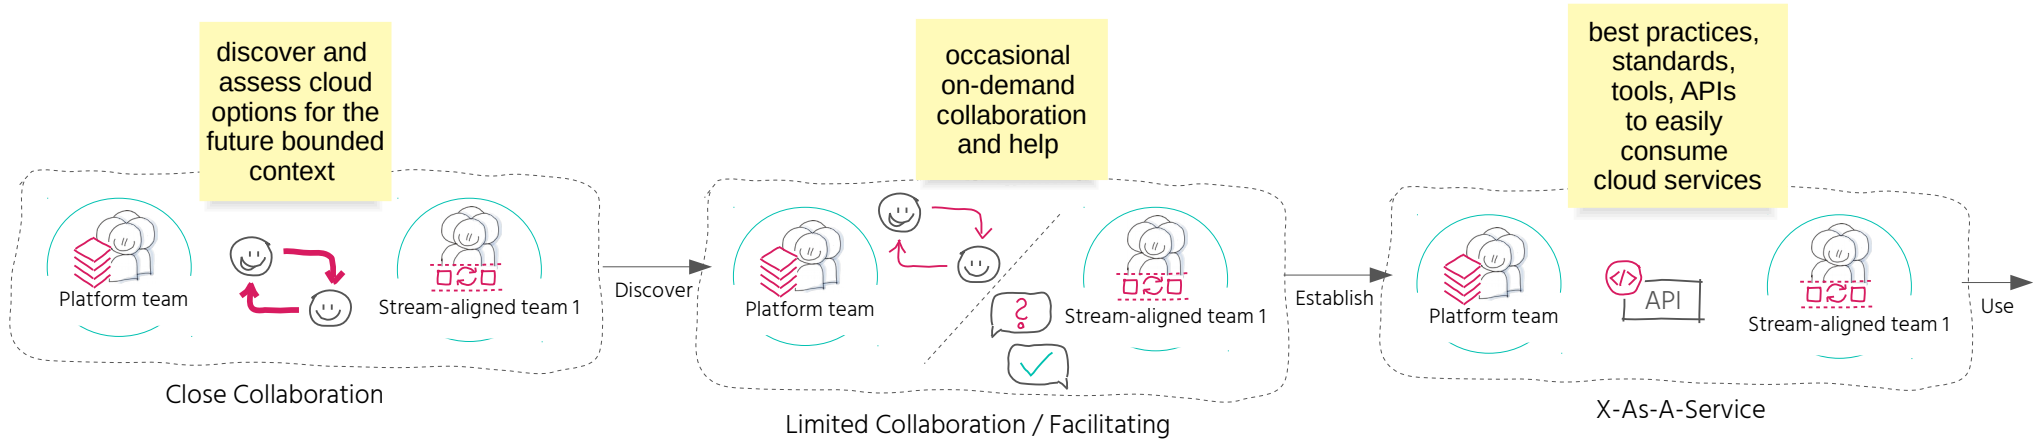 discover and
assess cloud
options for the
future bounded
context
Platform team
Stream-aligned team 1
Close Collaboration
Discover
occasional
on-demand
collaboration
and help
Platform team
?
Stream-aligned team 1
Limited Collaboration / Facilitating
Establish
best practices,
standards,
tools, APIs
to easily
consume
cloud services
Platform team
</>
API
Stream-aligned team 1
X-As-A-Service
Use